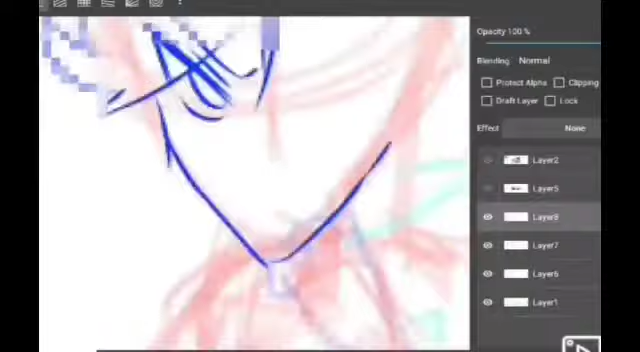 Opacity 100 %
Blending Normal
Protect Alpha Clipping
Draft Layer Lock
Effect None
Layer2
Layer5
Layer8
Layer7
Layer6
Layer1